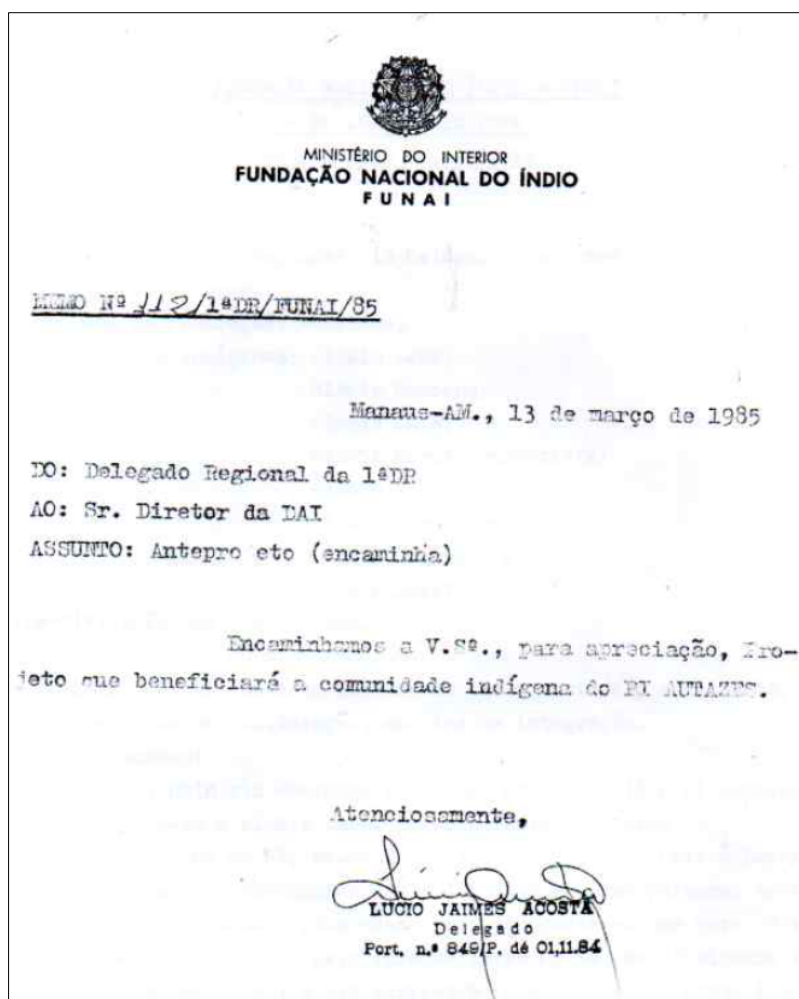 MINISTÉRIO DO INTERIOR
FUNDAÇÃO NACIONAL DO ÍNDIO
FUNAI
MEMO Nº 112/1ªDR/FUNAI/85
Manaus-AM., 13 de março de 1985
DO: Delegado Regional da 1ªDR
AO: Sr. Diretor da DAI
ASSUNTO: Antepro eto (encaminha)
Encaminhamos a V.Sª., para apreciação, Pro-
jeto que beneficiará a comunidade indígena do PI AUTAZES.
Atenciosamente,
LUCIO JAIMES ACOSTA
Delegado
Port. n.º 849/P. de 01.11.84